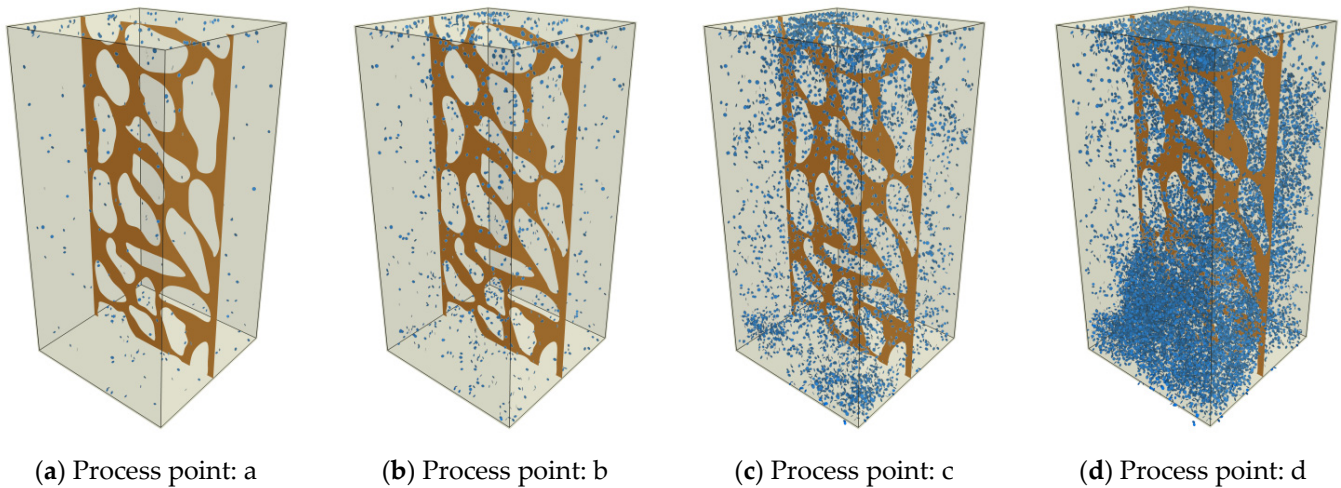 (a) Process point: a
(b) Process point: b
(c) Process point: c
(d) Process point: d